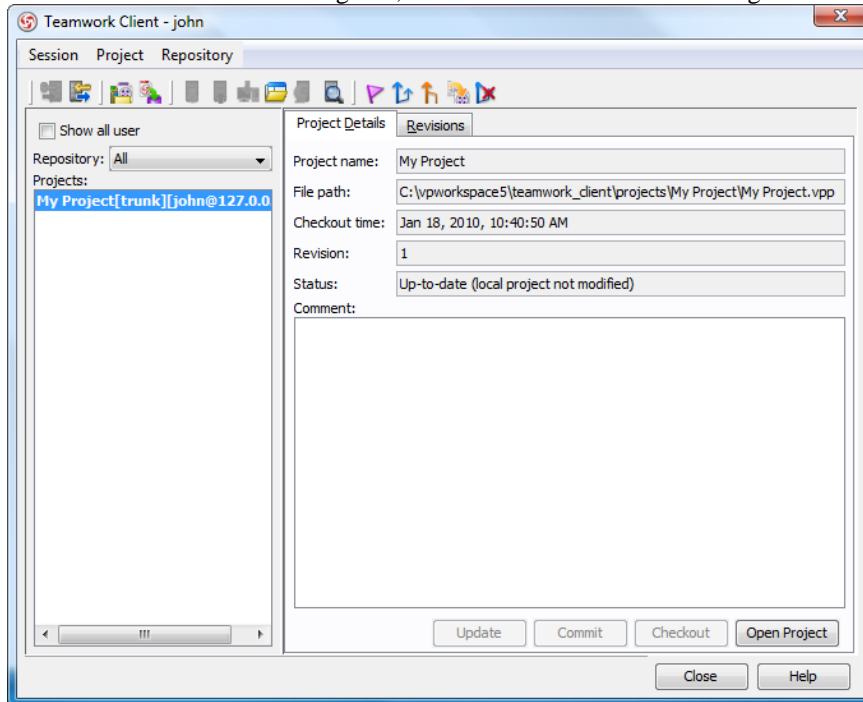 Teamwork Client - john
Session Project Repository
Show all user
Repository: All
Projects:
My Project[trunk][john@127.0.0
Project Details Revisions
Project name: My Project
File path: C:\vpworkspace5\teamwork_client\projects\My Project\My Project.vpp
Checkout time: Jan 18, 2010, 10:40:50 AM
Revision: 1
Status: Up-to-date (local project not modified)
Comment:
Update Commit Checkout Open Project
Close Help